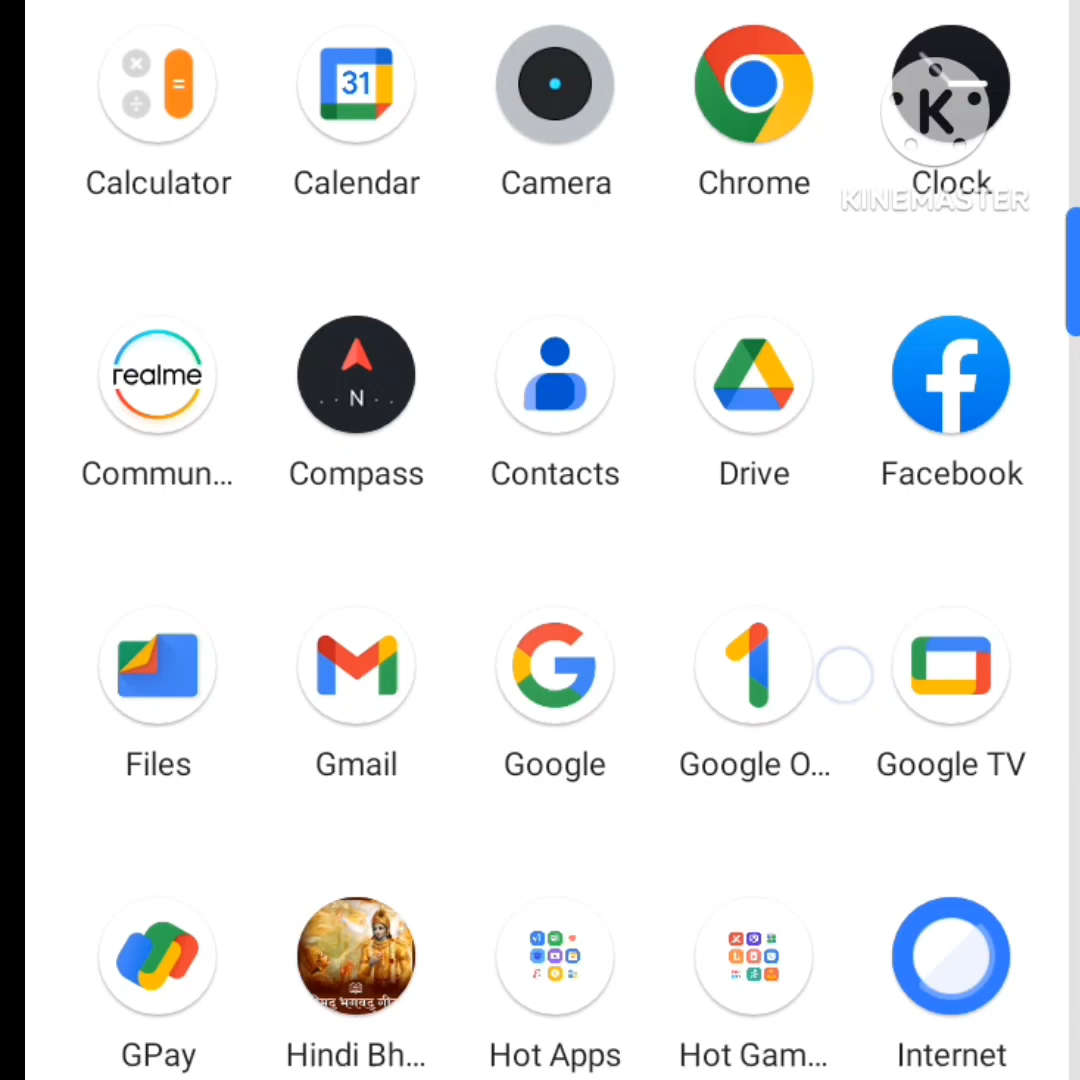 31
K
Calculator Calendar Camera Chrome Clock
KINEMASTER
realme
N
Commun... Compass Contacts Drive Facebook
Files Gmail Google Google O... Google TV
GPay Hindi Bh... Hot Apps Hot Gam... Internet